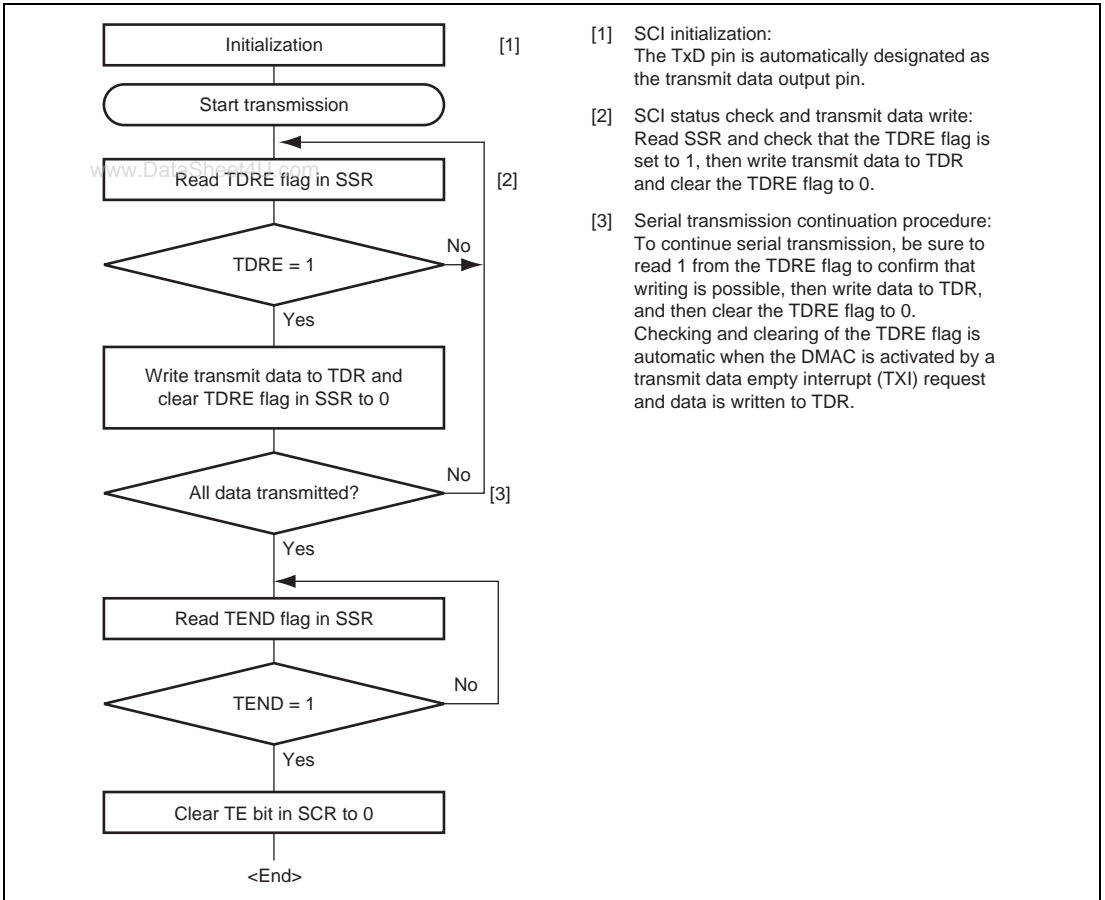 Initialization
[1]
Start transmission
www.DataSheet4U.com
Read TDRE flag in SSR
[2]
No
TDRE = 1
Yes
Write transmit data to TDR and
clear TDRE flag in SSR to 0
No
All data transmitted?
[3]
Yes
Read TEND flag in SSR
No
TEND = 1
Yes
Clear TE bit in SCR to 0
<End>
[1] SCI initialization:
The TxD pin is automatically designated as
the transmit data output pin.
[2] SCI status check and transmit data write:
Read SSR and check that the TDRE flag is
set to 1, then write transmit data to TDR
and clear the TDRE flag to 0.
[3] Serial transmission continuation procedure:
To continue serial transmission, be sure to
read 1 from the TDRE flag to confirm that
writing is possible, then write data to TDR,
and then clear the TDRE flag to 0.
Checking and clearing of the TDRE flag is
automatic when the DMAC is activated by a
transmit data empty interrupt (TXI) request
and data is written to TDR.